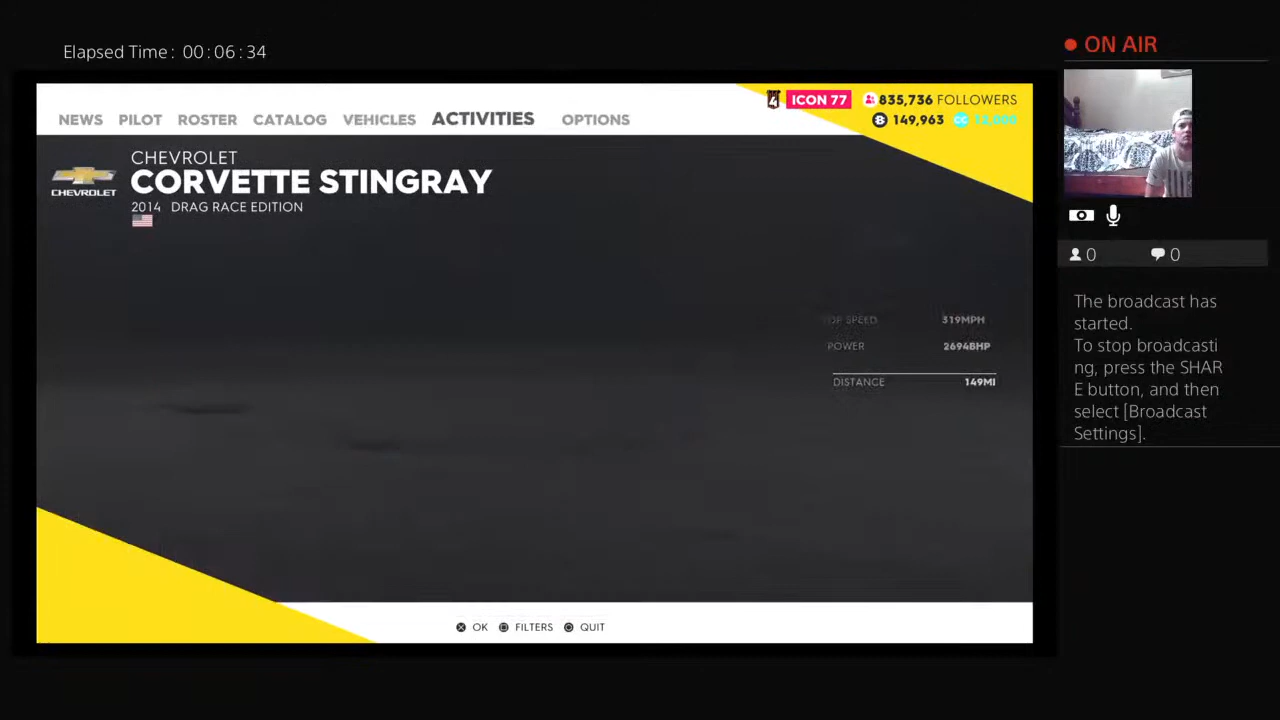 Elapsed Time: 00:06:34
ON AIR
ICON 77
835,736 FOLLOWERS
NEWS PILOT ROSTER CATALOG VEHICLES ACTIVITIES OPTIONS
149,963
CHEVROLET
CHEVROLET
CORVETTE STINGRAY
2014 DRAG RACE EDITION
0 0
The broadcast has
started.
To stop broadcasti
ng, press the SHAR
E button, and then
select [Broadcast
Settings].
TOP SPEED 319MPH
POWER 2694BHP
DISTANCE 149MI
OK FILTERS QUIT